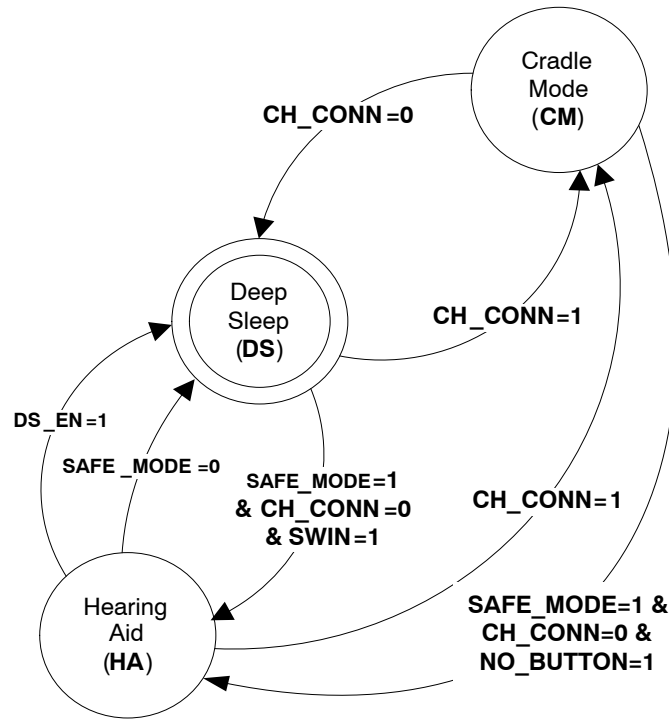 Cradle
Mode
(CM)
CH_CONN=0
Deep
Sleep
(DS)
CH_CONN=1
DS_EN=1
SAFE_MODE=0
SAFE_MODE=1
& CH_CONN=0
& SWIN=1
CH_CONN=1
Hearing
Aid
(HA)
SAFE_MODE=1 &
CH_CONN=0 &
NO_BUTTON=1